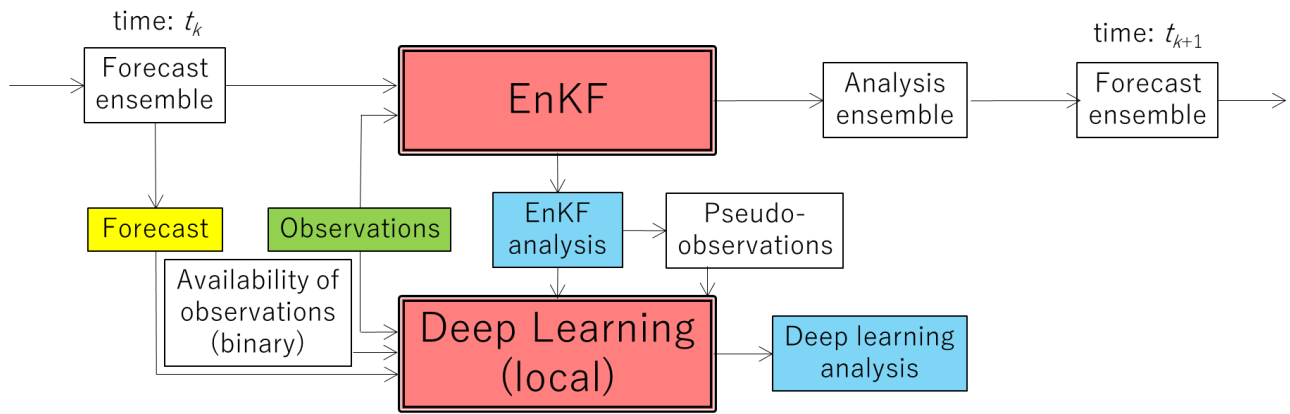 time: tk
time: tk+1
Forecast
ensemble
EnKF
Analysis
ensemble
Forecast
ensemble
Forecast
Observations
EnKF
analysis
Pseudo-
observations
Availability of
observations
(binary)
Deep Learning
(local)
Deep learning
analysis